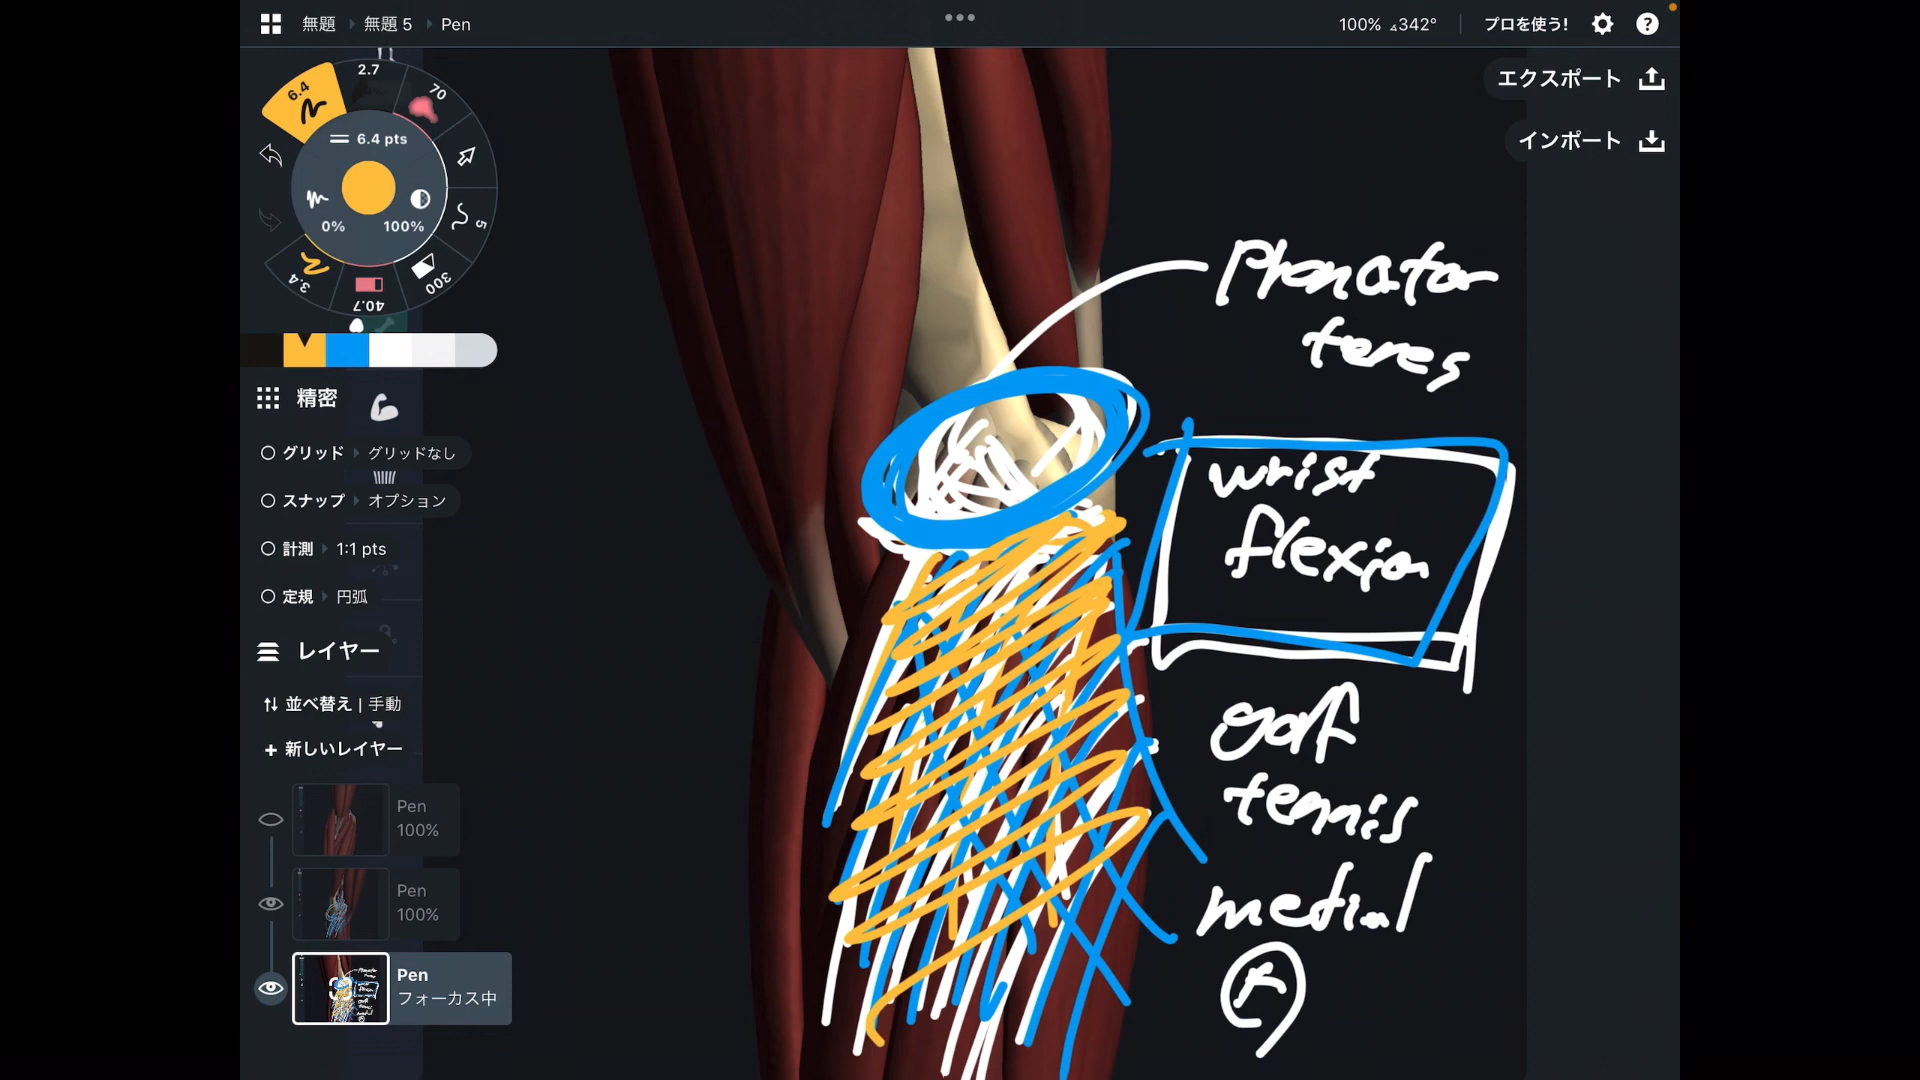 無題 無題 5 Pen
100% ⊿342° プロを使う!
エクスポート
インポート
2.7
6.4
70
6.4 pts
0% 100%
5
300
40.7
3.4
精密
グリッド グリッドなし
スナップ オプション
計測 1:1 pts
定規 円弧
レイヤー
並べ替え | 手動
+ 新しいレイヤー
Pen
100%
Pen
100%
Pen
フォーカス中
Phonator
teres
wrist
flexion
golf
tennis
medial